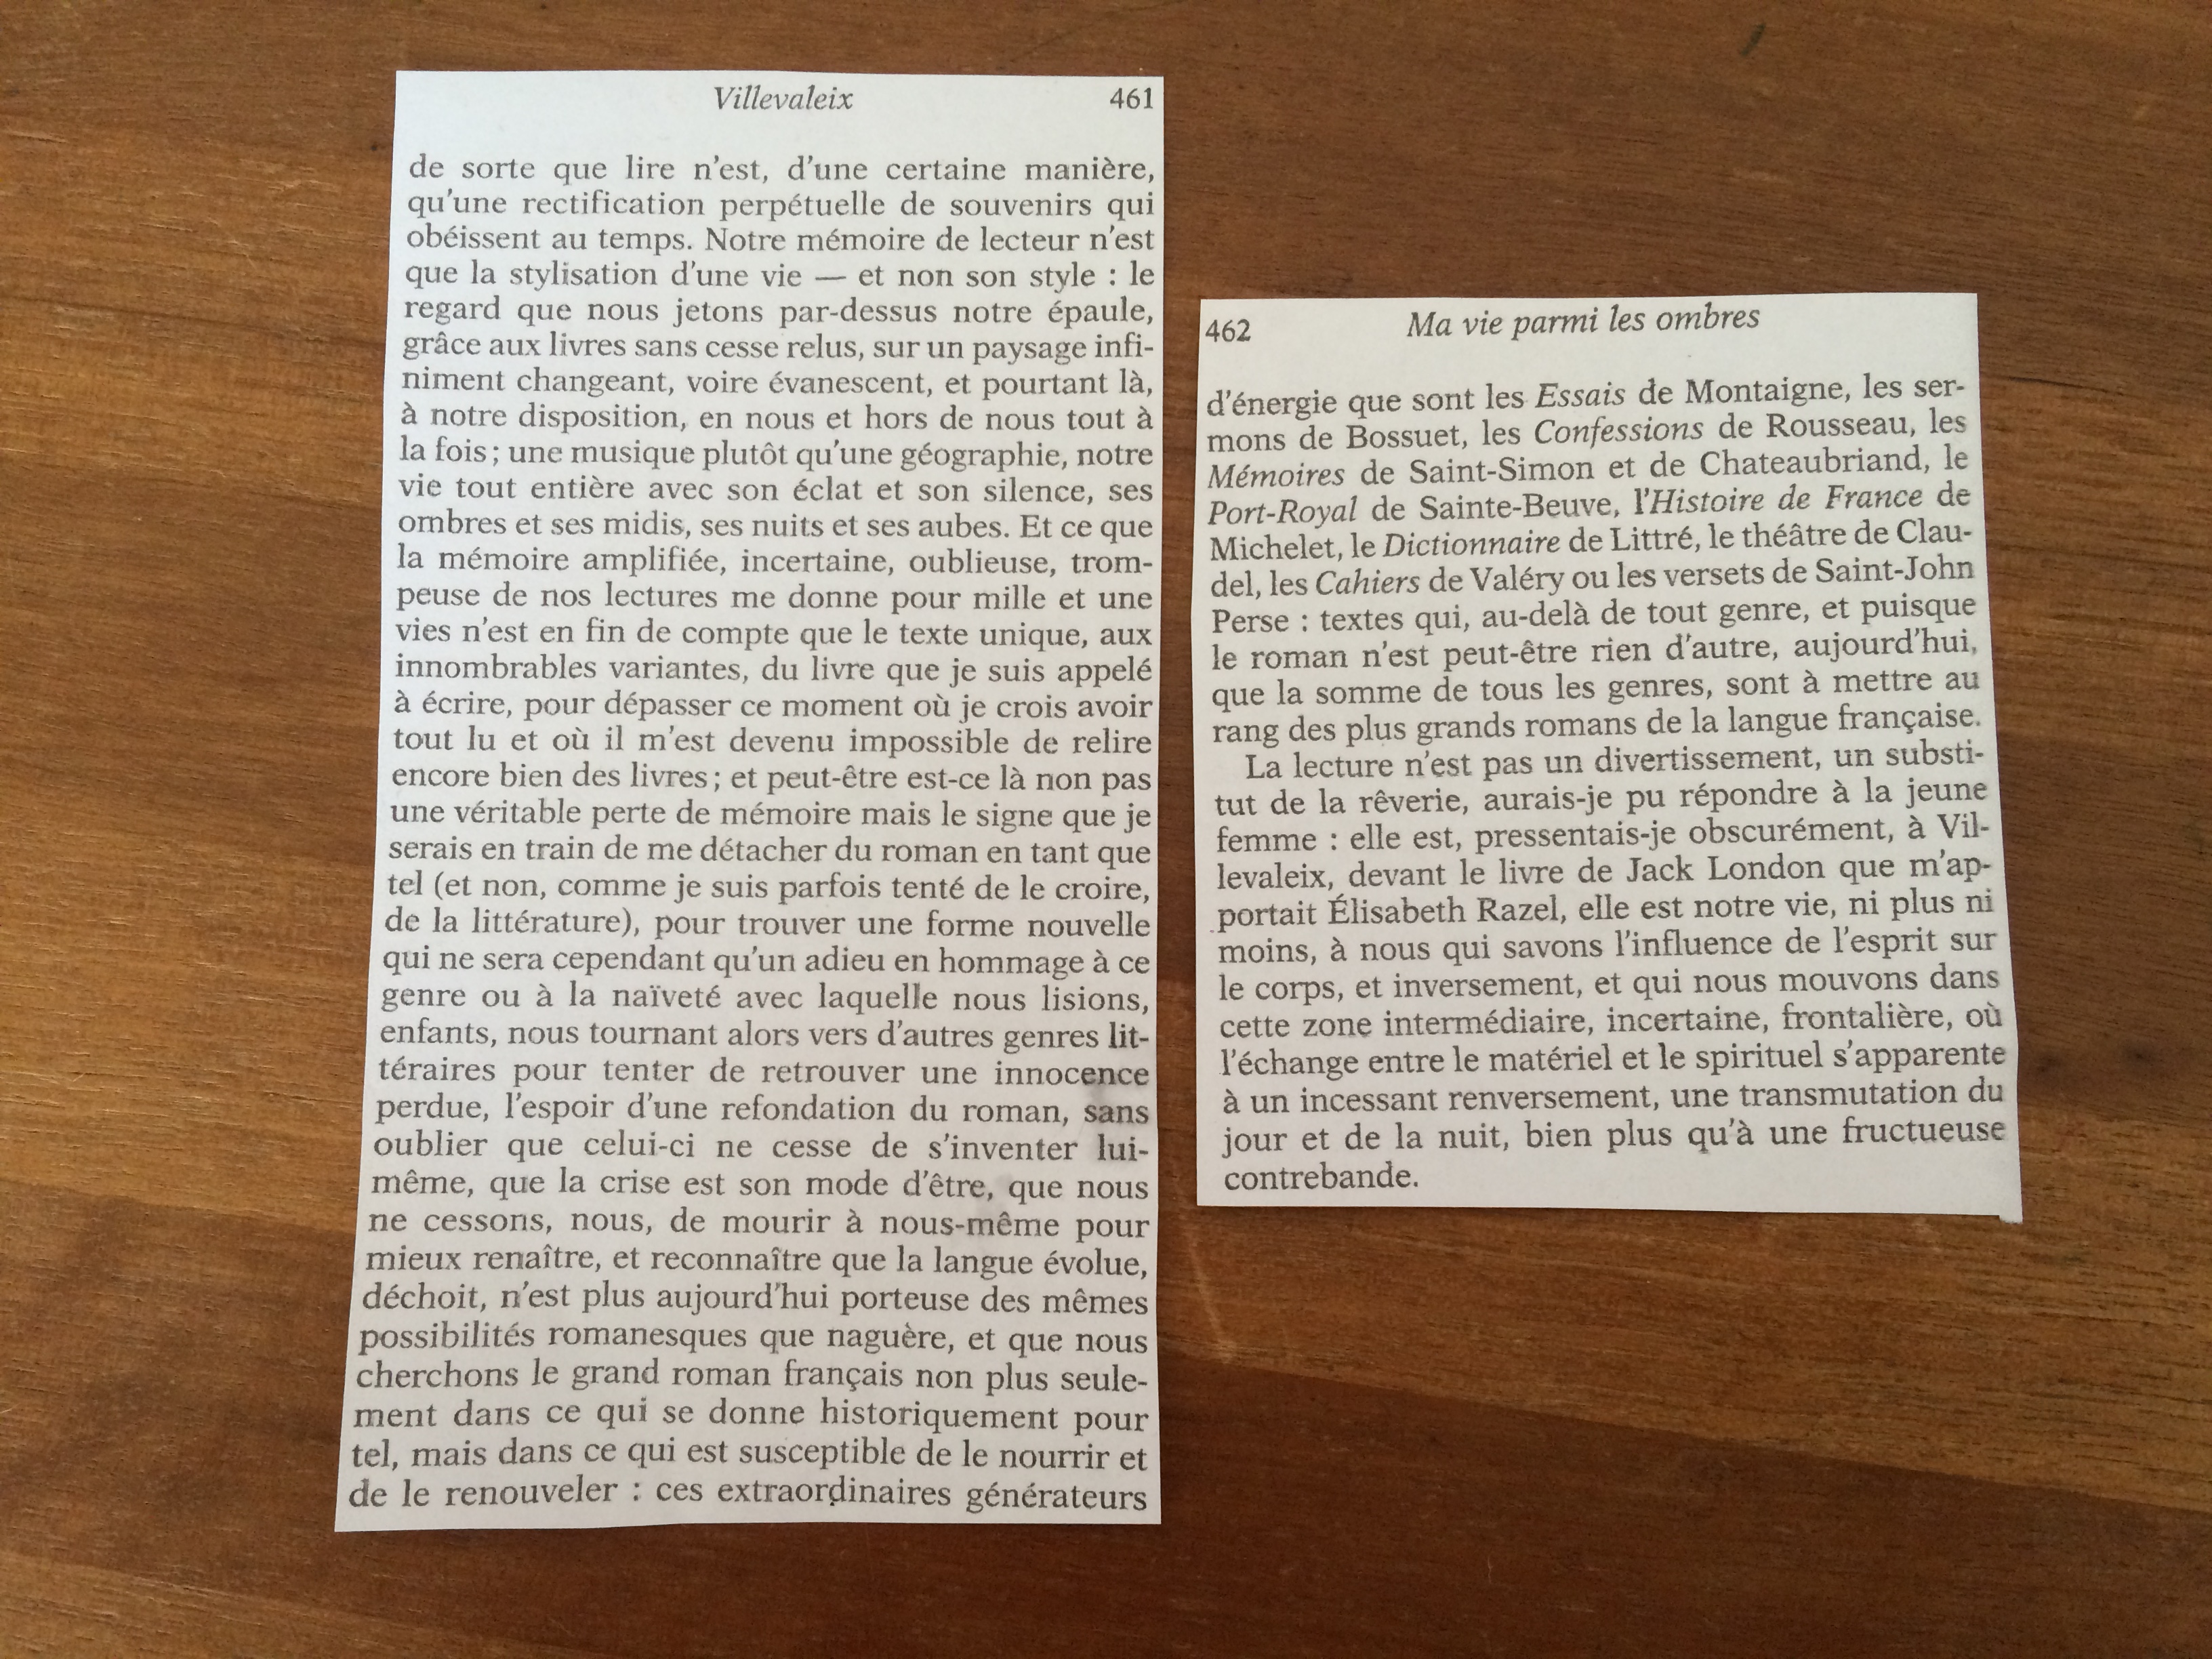 Villevaleix 461
de sorte que lire n'est, d'une certaine manière,
qu'une rectification perpétuelle de souvenirs qui
obéissent au temps. Notre mémoire de lecteur n'est
que la stylisation d'une vie — et non son style : le
regard que nous jetons par-dessus notre épaule,
grâce aux livres sans cesse relus, sur un paysage infi-
niment changeant, voire évanescent, et pourtant là,
à notre disposition, en nous et hors de nous tout à
la fois ; une musique plutôt qu'une géographie, notre
vie tout entière avec son éclat et son silence, ses
ombres et ses midis, ses nuits et ses aubes. Et ce que
la mémoire amplifiée, incertaine, oublieuse, trom-
peuse de nos lectures me donne pour mille et une
vies n'est en fin de compte que le texte unique, aux
innombrables variantes, du livre que je suis appelé
à écrire, pour dépasser ce moment où je crois avoir
tout lu et où il m'est devenu impossible de relire
encore bien des livres ; et peut-être est-ce là non pas
une véritable perte de mémoire mais le signe que je
serais en train de me détacher du roman en tant que
tel (et non, comme je suis parfois tenté de le croire,
de la littérature), pour trouver une forme nouvelle
qui ne sera cependant qu'un adieu en hommage à ce
genre ou à la naïveté avec laquelle nous lisions,
enfants, nous tournant alors vers d'autres genres lit-
téraires pour tenter de retrouver une innocence
perdue, l'espoir d'une refondation du roman, sans
oublier que celui-ci ne cesse de s'inventer lui-
même, que la crise est son mode d'être, que nous
ne cessons, nous, de mourir à nous-même pour
mieux renaître, et reconnaître que la langue évolue,
déchoit, n'est plus aujourd'hui porteuse des mêmes
possibilités romanesques que naguère, et que nous
cherchons le grand roman français non plus seule-
ment dans ce qui se donne historiquement pour
tel, mais dans ce qui est susceptible de le nourrir et
de le renouveler : ces extraordinaires générateurs
462 Ma vie parmi les ombres
d'énergie que sont les Essais de Montaigne, les ser-
mons de Bossuet, les Confessions de Rousseau, les
Mémoires de Saint-Simon et de Chateaubriand, le
Port-Royal de Sainte-Beuve, l'Histoire de France de
Michelet, le Dictionnaire de Littré, le théâtre de Clau-
del, les Cahiers de Valéry ou les versets de Saint-John
Perse : textes qui, au-delà de tout genre, et puisque
le roman n'est peut-être rien d'autre, aujourd'hui,
que la somme de tous les genres, sont à mettre au
rang des plus grands romans de la langue française.
La lecture n'est pas un divertissement, un substi-
tut de la rêverie, aurais-je pu répondre à la jeune
femme : elle est, pressentais-je obscurément, à Vil-
levaleix, devant le livre de Jack London que m'ap-
portait Élisabeth Razel, elle est notre vie, ni plus ni
moins, à nous qui savons l'influence de l'esprit sur
le corps, et inversement, et qui nous mouvons dans
cette zone intermédiaire, incertaine, frontalière, où
l'échange entre le matériel et le spirituel s'apparente
à un incessant renversement, une transmutation du
jour et de la nuit, bien plus qu'à une fructueuse
contrebande.